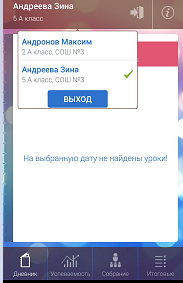 Андреева Зина
5 А класс
Андронов Максим
2 А класс, СОШ №3
Андреева Зина
5 А класс, СОШ №3
ВЫХОД
На выбранную дату не найдены уроки!
Дневник
Успеваемость
Собрание
Итоговые